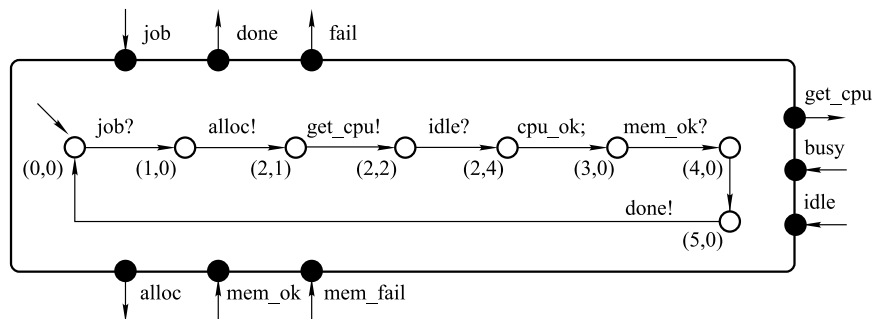 job done fail
get_cpu
job? alloc! get_cpu! idle? cpu_ok; mem_ok?
busy
(0,0) (1,0) (2,1) (2,2) (2,4) (3,0) (4,0)
idle
done!
(5,0)
alloc mem_ok mem_fail